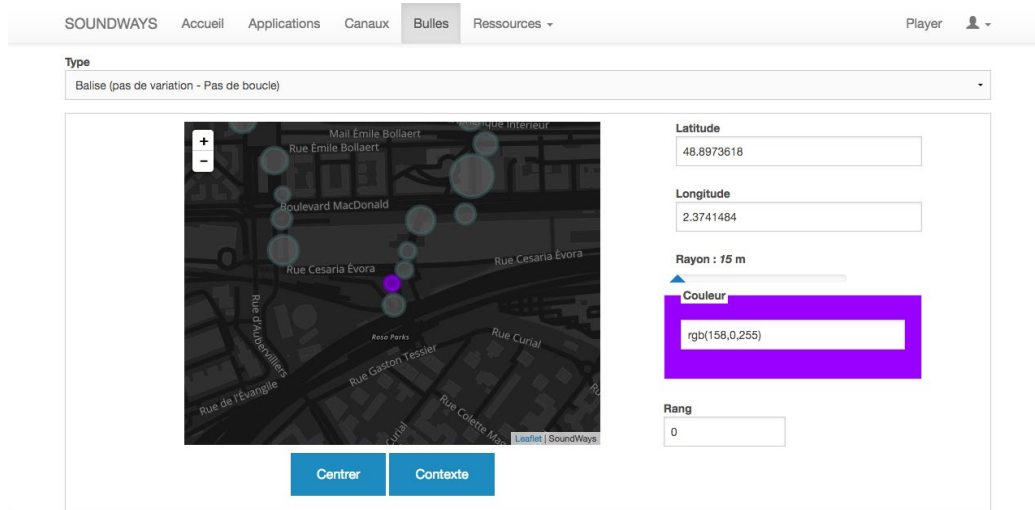 SOUNDWAYS Accueil Applications Canaux Bulles Ressources Player
Type
Balise (pas de variation - Pas de boucle)
+
−
Mail Émile Bollaert
Rue Émile Bollaert
Intérieur
Boulevard MacDonald
Rue Cesaria Évora
Rue Cesaria Évora
Rue d'Aubervilliers
Rosa Parks
Rue Curial
Rue Gaston Tessier
Rue de l'Évangile
Rue Colette
Curial
Leaflet | SoundWays
Centrer
Contexte
Latitude
48.8973618
Longitude
2.3741484
Rayon : 15 m
Couleur
rgb(158,0,255)
Rang
0